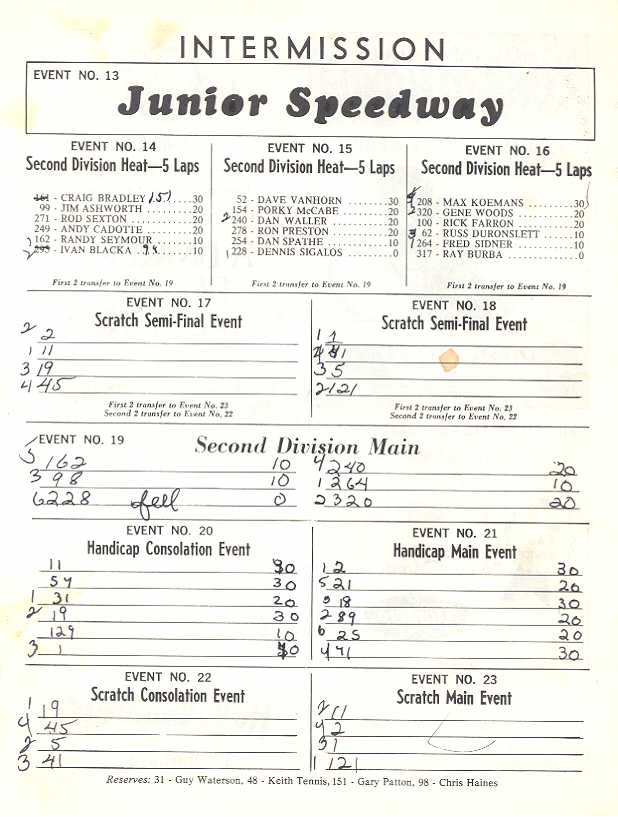 INTERMISSION
EVENT NO. 13
Junior Speedway
EVENT NO. 14
Second Division Heat—5 Laps
161 - CRAIG BRADLEY 151 .....30
99 - JIM ASHWORTH .........20
271 - ROD SEXTON ..........20
249 - ANDY CADOTTE ........20
162 - RANDY SEYMOUR .......10
2 - IVAN BLACKA .. 98 ....10
First 2 transfer to Event No. 19
EVENT NO. 15
Second Division Heat—5 Laps
52 - DAVE VANHORN ........30
154 - PORKY McCABE .........20
2 240 - DAN WALLER ..........20
278 - RON PRESTON .........20
254 - DAN SPATHE ..........10
1 228 - DENNIS SIGALOS ........0
First 2 transfer to Event No. 19
EVENT NO. 16
Second Division Heat—5 Laps
208 - MAX KOEMANS .........30
2 320 - GENE WOODS ..........20
100 - RICK FARRON ..........20
3 62 - RUSS DURONSLETT ......10
1 264 - FRED SIDNER ..........10
317 - RAY BURBA .............0
First 2 transfer to Event No. 19
EVENT NO. 17
Scratch Semi-Final Event
2 2
1 11
3 19
4 45
First 2 transfer to Event No. 23
Second 2 transfer to Event No. 22
EVENT NO. 18
Scratch Semi-Final Event
1 1
4 41
3 5
2 121
First 2 transfer to Event No. 23
Second 2 transfer to Event No. 22
EVENT NO. 19
Second Division Main
5 162 10
3 98 10
6 228 fell 0
4 240 20
1 264 10
2 320 20
EVENT NO. 20
Handicap Consolation Event
11 30
54 30
1 31 20
2 19 30
129 10
3 1 0
EVENT NO. 21
Handicap Main Event
1 2 30
5 21 20
3 18 30
2 89 20
6 25 20
4 71 30
EVENT NO. 22
Scratch Consolation Event
1 19
4 45
2 5
3 41
EVENT NO. 23
Scratch Main Event
2 11
4 2
3 1
1 121
Reserves: 31 - Guy Waterson, 48 - Keith Tennis, 151 - Gary Patton, 98 - Chris Haines